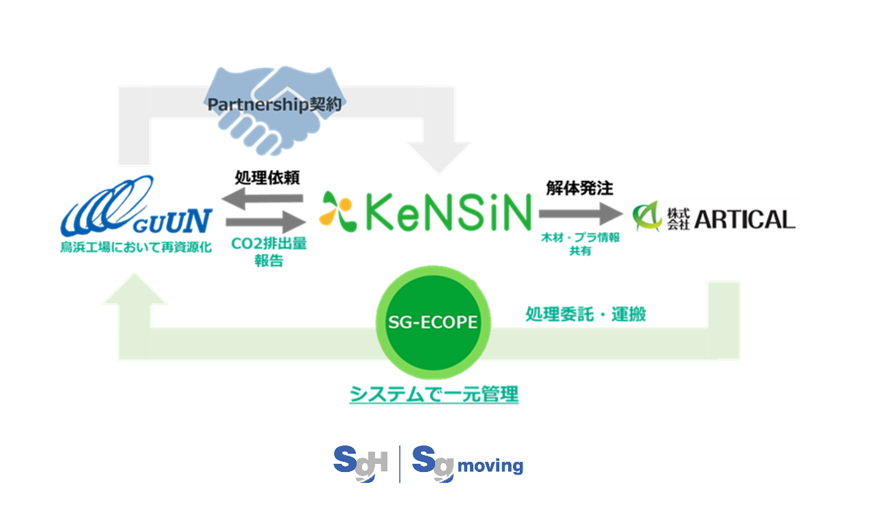 Partnership契約
処理依頼
GUUN
鳥浜工場において再資源化
CO2排出量
報告
KeNSiN
解体発注
木材・プラ情報
共有
株式
会社 ARTICAL
SG-ECOPE
処理委託・運搬
システムで一元管理
SgH
Sg moving